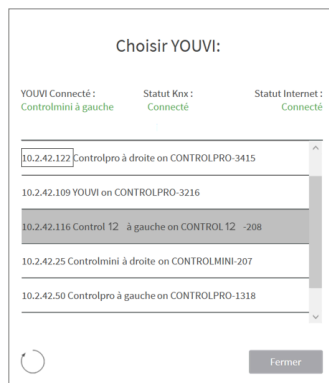 Choisir YOUVI:
YOUVI Connecté : Statut Knx : Statut Internet :
Controlmini à gauche Connecté Connecté
10.2.42.122 Controlpro à droite on CONTROLPRO-3415
10.2.42.109 YOUVI on CONTROLPRO-3216
10.2.42.116 Control 12 à gauche on CONTROL 12 -208
10.2.42.25 Controlmini à droite on CONTROLMINI-207
10.2.42.50 Controlpro à gauche on CONTROLPRO-1318
Fermer